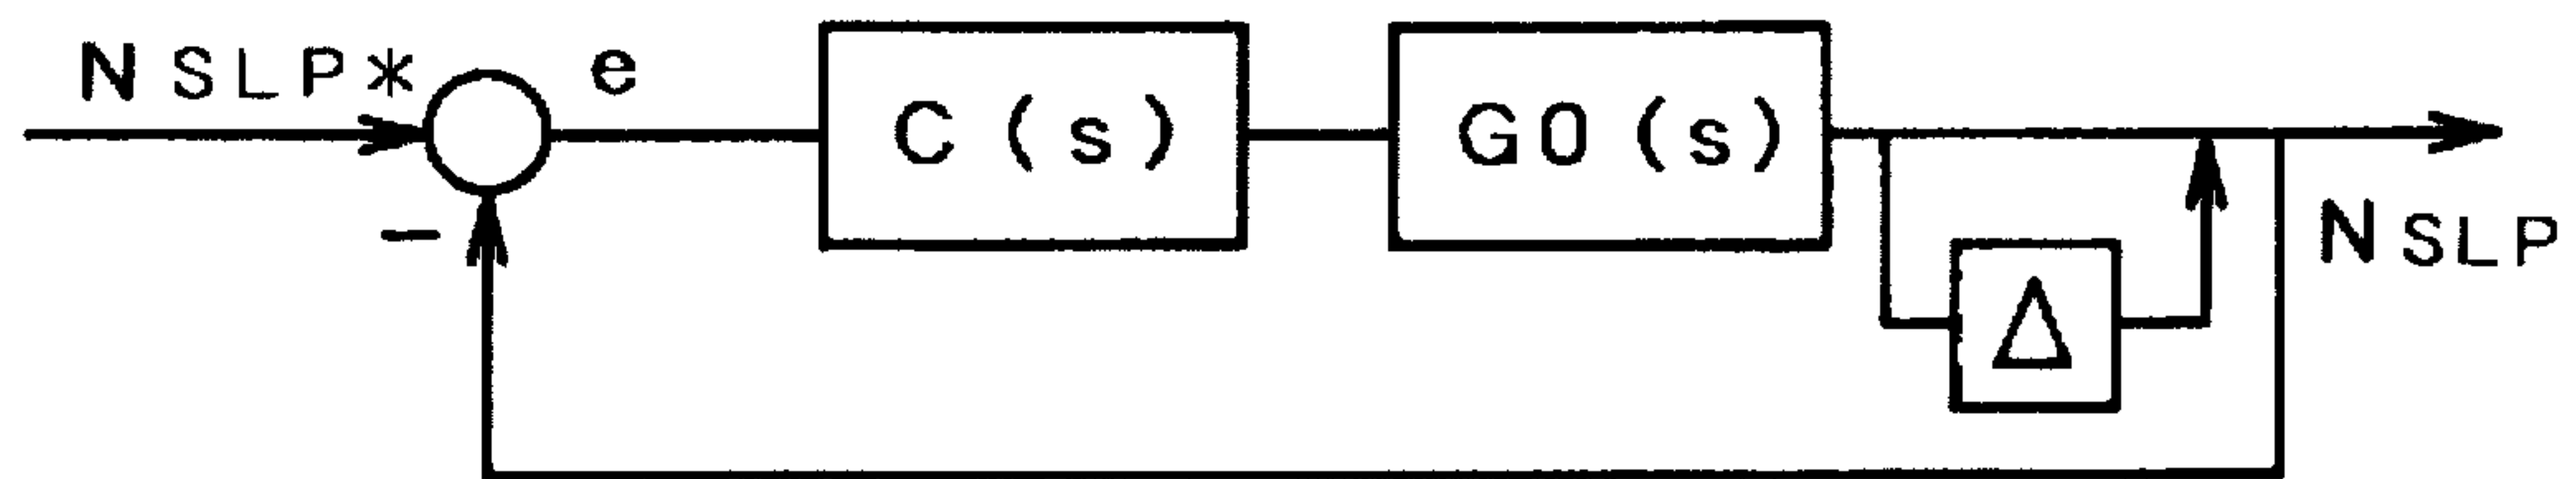 NSLP*
e
C(s)
G0(s)
−
NSLP
Δ